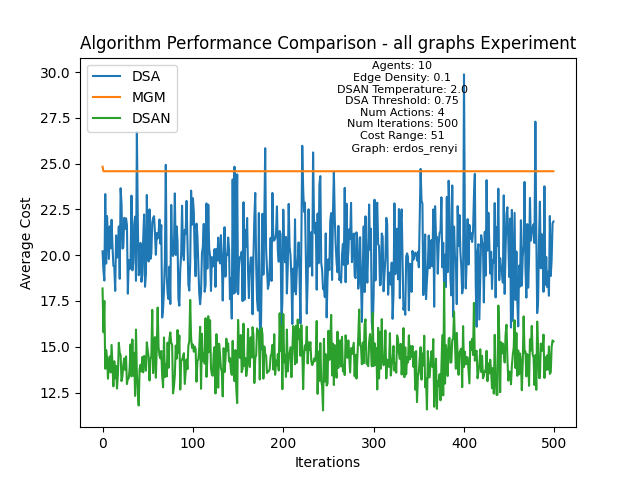 Algorithm Performance Comparison - all graphs Experiment
DSA
MGM
DSAN
Agents: 10
Edge Density: 0.1
DSAN Temperature: 2.0
DSA Threshold: 0.75
Num Actions: 4
Num Iterations: 500
Cost Range: 51
Graph: erdos_renyi
Average Cost
30.0
27.5
25.0
22.5
20.0
17.5
15.0
12.5
0
100
200
300
400
500
Iterations